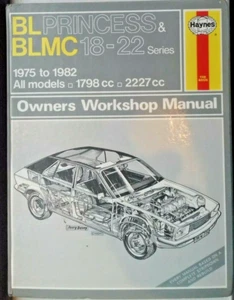 BL PRINCESS &
BLMC 18-22 Series
Haynes
1975 to 1982
All models □ 1798 cc □ 2227 cc
Owners Workshop Manual